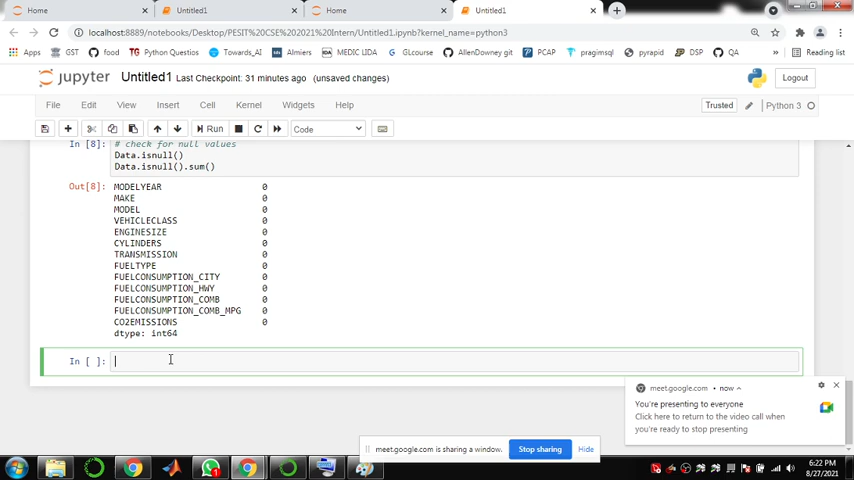 Home
Untitled1
Home
Untitled1
localhost:8889/notebooks/Desktop/PESIT%20CSE%202021%20Intern/Untitled1.ipynb?kernel_name=python3
Apps
GST
food
TO
Python Questions
Towards_AI
Almiers
MEDIC LIDA
I.gcourse
AllenDowney git
PCAP
pragimsql
pyrapid
DSP
QA
»
Reading list
jupyter Untitled1 Last Checkpoint: 31 minutes ago (unsaved changes)
Logout
File Edit View Insert Cell Kernel Widgets Help
Trusted
Python 3
Run
Code
In [8]: # check for null values
Data.isnull()
Data.isnull().sum()
Out[8]: MODELYEAR 0
MAKE 0
MODEL 0
VEHICLECLASS 0
ENGINESIZE 0
CYLINDERS 0
TRANSMISSION 0
FUELTYPE 0
FUELCONSUMPTION_CITY 0
FUELCONSUMPTION_HWY 0
FUELCONSUMPTION_COMB 0
FUELCONSUMPTION_COMB_MPG 0
CO2EMISSIONS 0
dtype: int64
In [ ]:
meet.google.com • now
You're presenting to everyone
Click here to return to the video call when
you're ready to stop presenting
meet.google.com is sharing a window.
Stop sharing
Hide
6:22 PM
8/27/2021